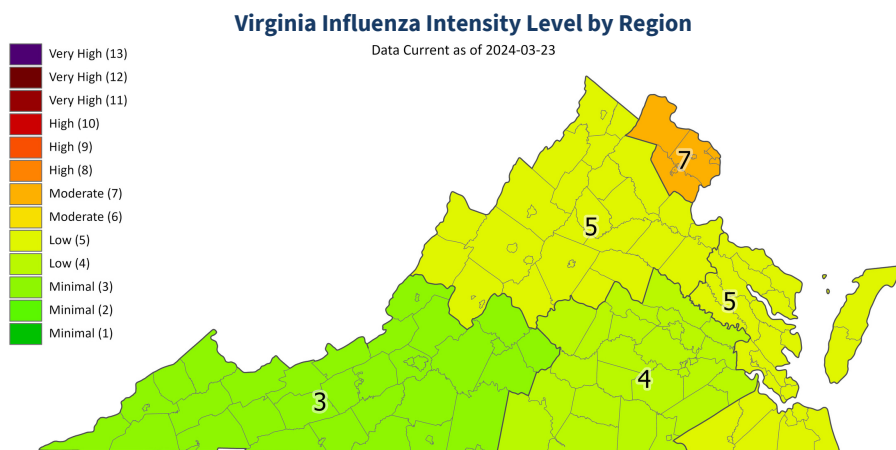 Virginia Influenza Intensity Level by Region
Data Current as of 2024-03-23
Very High (13)
Very High (12)
Very High (11)
High (10)
High (9)
High (8)
Moderate (7)
Moderate (6)
Low (5)
Low (4)
Minimal (3)
Minimal (2)
Minimal (1)
7
5
5
4
3